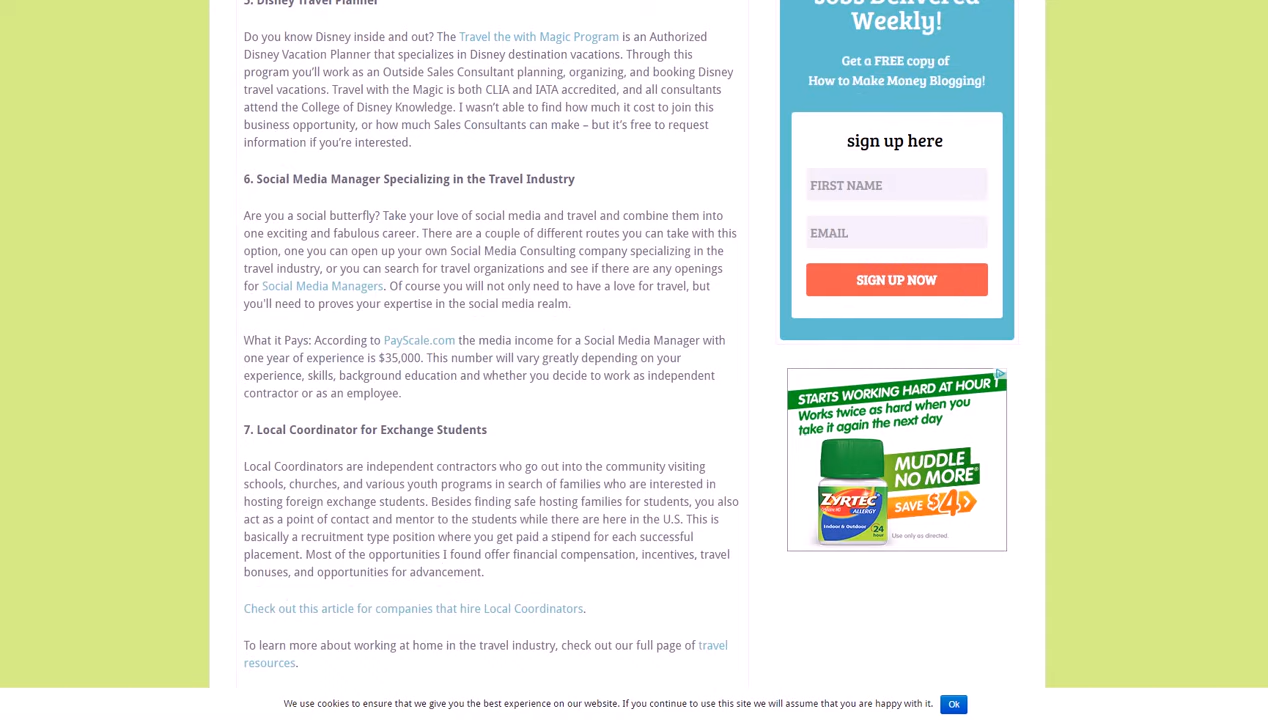 5. Disney Travel Planner
Do you know Disney inside and out? The Travel the with Magic Program is an Authorized
Disney Vacation Planner that specializes in Disney destination vacations. Through this
program you'll work as an Outside Sales Consultant planning, organizing, and booking Disney
travel vacations. Travel with the Magic is both CLIA and IATA accredited, and all consultants
attend the College of Disney Knowledge. I wasn't able to find how much it cost to join this
business opportunity, or how much Sales Consultants can make – but it's free to request
information if you're interested.
6. Social Media Manager Specializing in the Travel Industry
Are you a social butterfly? Take your love of social media and travel and combine them into
one exciting and fabulous career. There are a couple of different routes you can take with this
option, one you can open up your own Social Media Consulting company specializing in the
travel industry, or you can search for travel organizations and see if there are any openings
for Social Media Managers. Of course you will not only need to have a love for travel, but
you'll need to proves your expertise in the social media realm.
What it Pays: According to PayScale.com the media income for a Social Media Manager with
one year of experience is $35,000. This number will vary greatly depending on your
experience, skills, background education and whether you decide to work as independent
contractor or as an employee.
7. Local Coordinator for Exchange Students
Local Coordinators are independent contractors who go out into the community visiting
schools, churches, and various youth programs in search of families who are interested in
hosting foreign exchange students. Besides finding safe hosting families for students, you also
act as a point of contact and mentor to the students while there are here in the U.S. This is
basically a recruitment type position where you get paid a stipend for each successful
placement. Most of the opportunities I found offer financial compensation, incentives, travel
bonuses, and opportunities for advancement.
Check out this article for companies that hire Local Coordinators.
To learn more about working at home in the travel industry, check out our full page of travel
resources.
Jobs Delivered
Weekly!
Get a FREE copy of
How to Make Money Blogging!
sign up here
FIRST NAME
EMAIL
SIGN UP NOW
STARTS WORKING HARD AT HOUR 1
Works twice as hard when you
take it again the next day
MUDDLE
NO MORE®
SAVE $4
ZYRTEC
ALLERGY
Indoor & Outdoor
24
hour
Use only as directed.
We use cookies to ensure that we give you the best experience on our website. If you continue to use this site we will assume that you are happy with it.
Ok